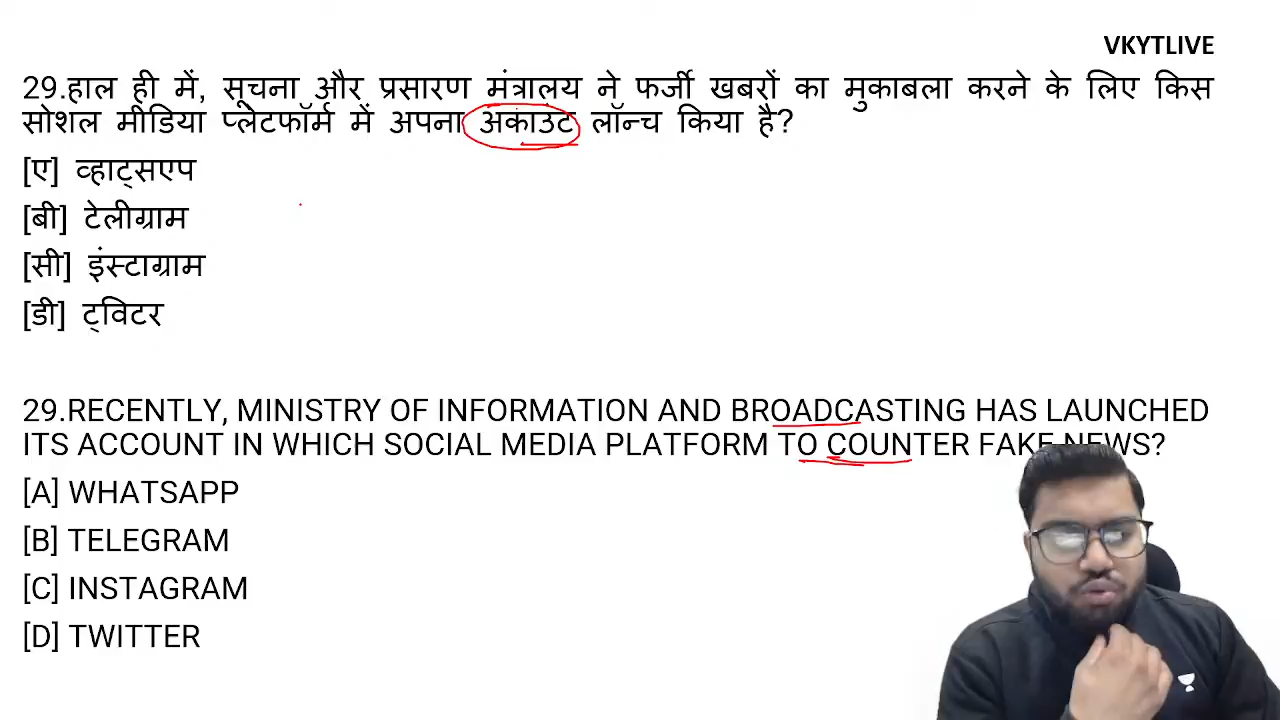 VKYTLIVE
29.हाल ही में, सूचना और प्रसारण मंत्रालय ने फर्जी खबरों का मुकाबला करने के लिए किस
सोशल मीडिया प्लेटफॉर्म में अपना अकाउंट लॉन्च किया है?
[ए] व्हाट्सएप
[बी] टेलीग्राम
[सी] इंस्टाग्राम
[डी] ट्विटर
29.RECENTLY, MINISTRY OF INFORMATION AND BROADCASTING HAS LAUNCHED
ITS ACCOUNT IN WHICH SOCIAL MEDIA PLATFORM TO COUNTER FAKE NEWS?
[A] WHATSAPP
[B] TELEGRAM
[C] INSTAGRAM
[D] TWITTER